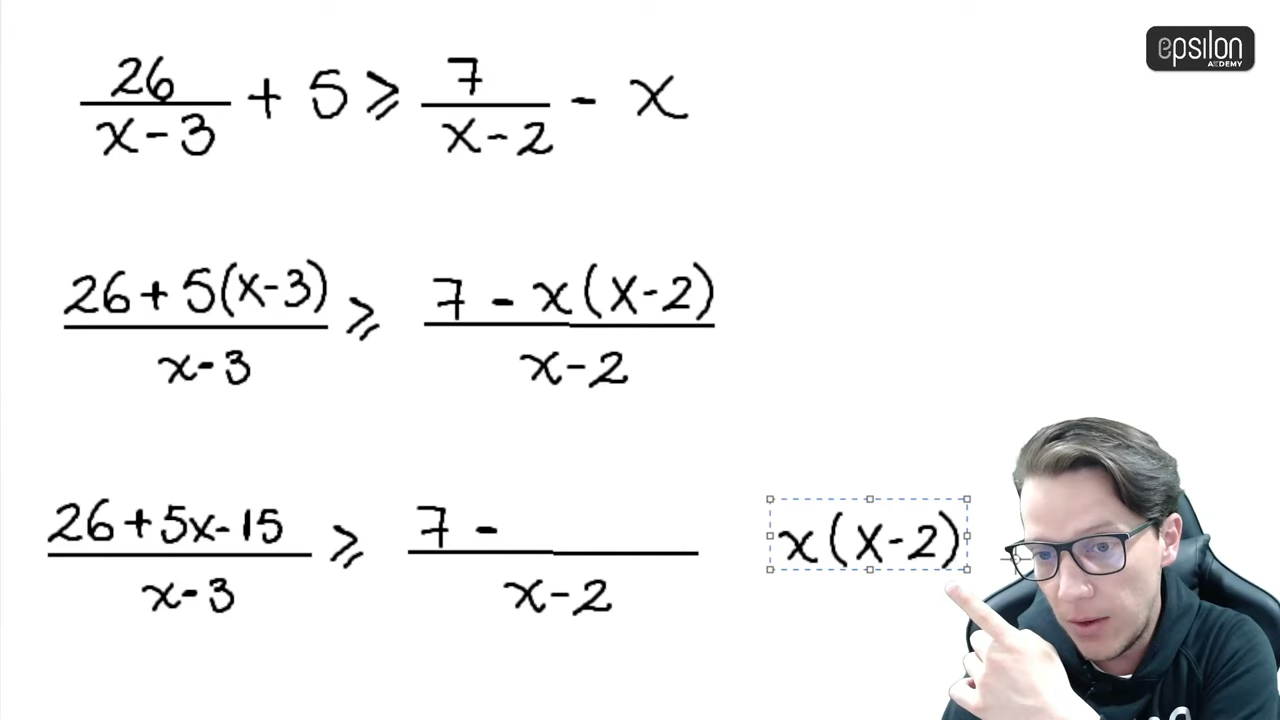 epsilon
AXDEMY
26/(x-3) + 5 ⩾ 7/(x-2) - x
(26+5(x-3))/(x-3) ⩾ (7-x(x-2))/(x-2)
(26+5x-15)/(x-3) ⩾ (7-)/(x-2)
x(x-2)